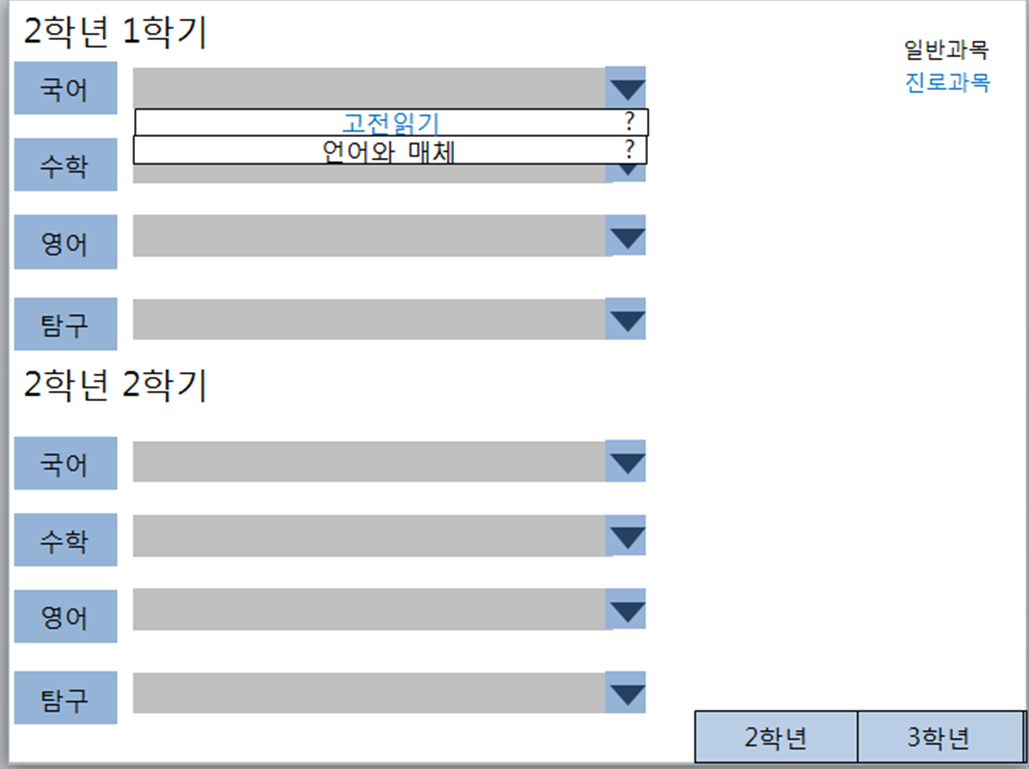 2학년 1학기
일반과목
진로과목
국어
고전읽기 ?
언어와 매체 ?
수학
영어
탐구
2학년 2학기
국어
수학
영어
탐구
2학년 3학년